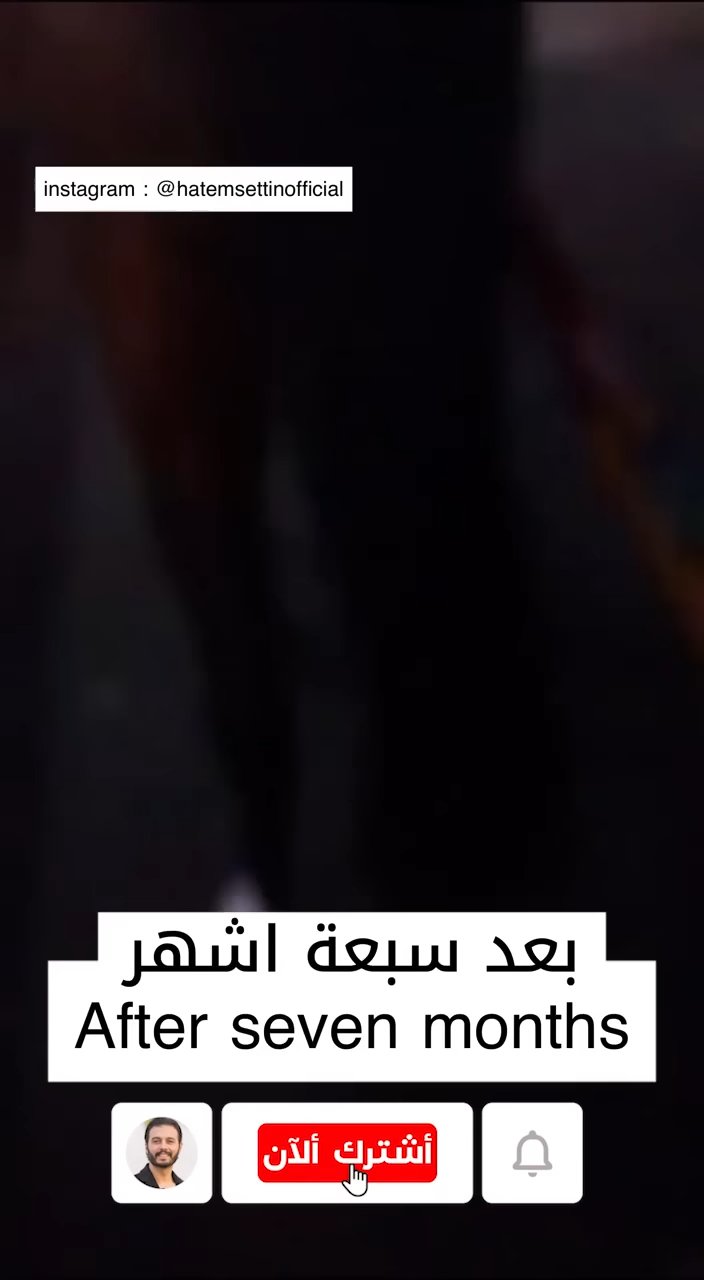 instagram : @hatemsettinofficial
بعد سبعة اشهر
After seven months
أشترك ألآن